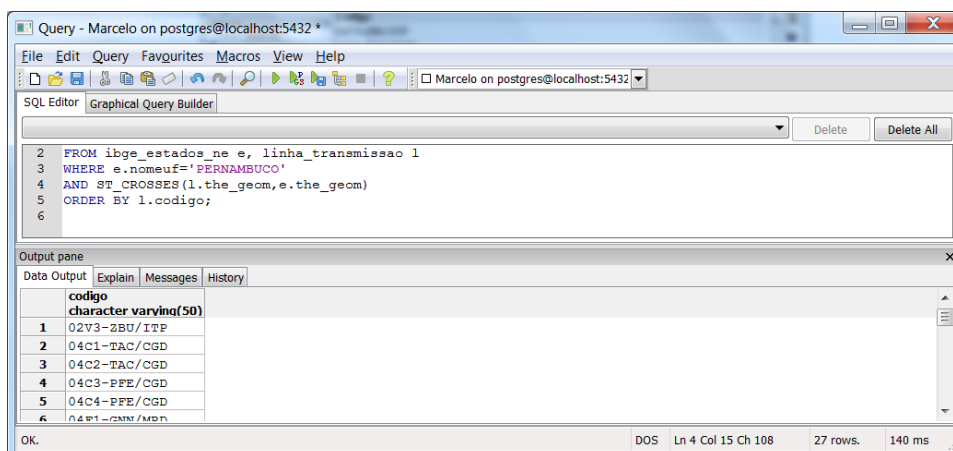 Query - Marcelo on postgres@localhost:5432 *
File Edit Query Favourites Macros View Help
Marcelo on postgres@localhost:5432
SQL Editor Graphical Query Builder
Delete Delete All
2 FROM ibge_estados_ne e, linha_transmissao l
3 WHERE e.nomeuf='PERNAMBUCO'
4 AND ST_CROSSES(l.the_geom,e.the_geom)
5 ORDER BY l.codigo;
6
Output pane
Data Output Explain Messages History
codigo
character varying(50)
1 02V3-ZBU/ITP
2 04C1-TAC/CGD
3 04C2-TAC/CGD
4 04C3-PFE/CGD
5 04C4-PFE/CGD
6 04F1-GNN/MRD
OK. DOS Ln 4 Col 15 Ch 108 27 rows. 140 ms